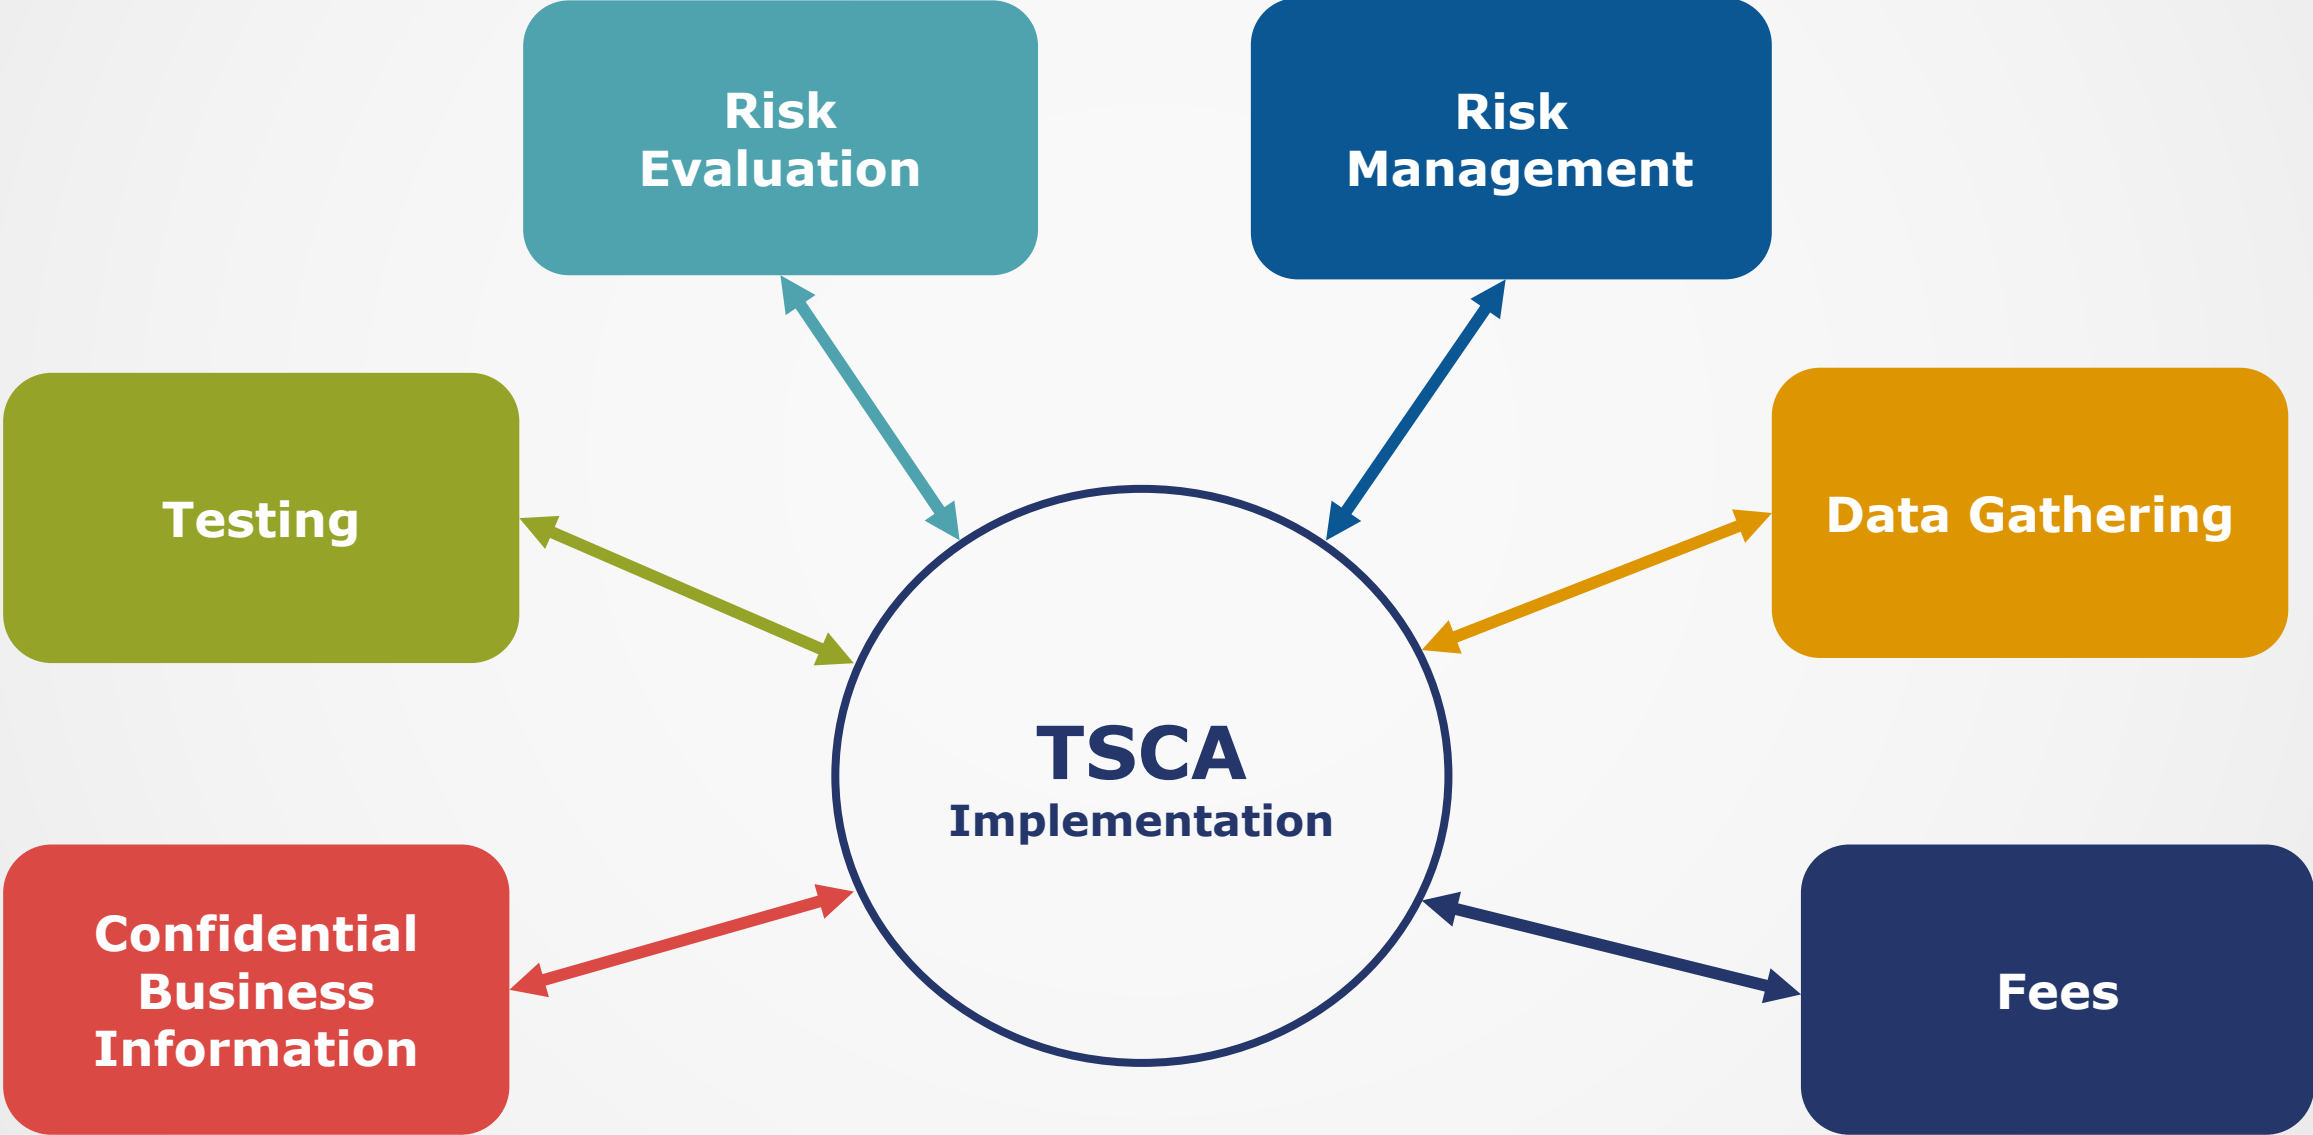 Risk
Evaluation
Risk
Management
Testing
Data Gathering
TSCA
Implementation
Confidential
Business
Information
Fees